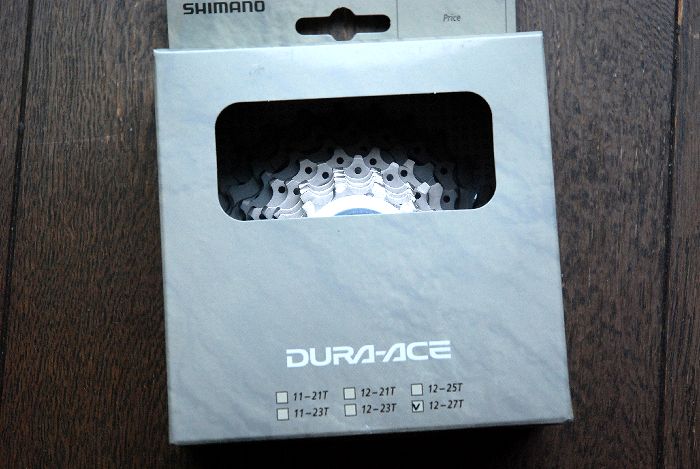 SHIMANO
Price
DURA-ACE
11-21T 12-21T 12-25T
11-23T 12-23T 12-27T